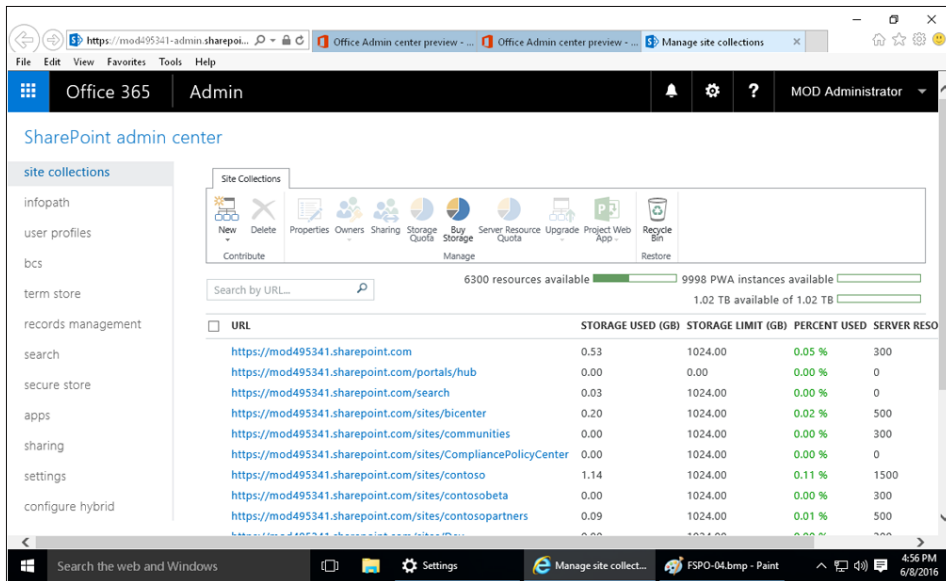 https://mod495341-admin.sharepoi...
Office Admin center preview - ...
Office Admin center preview - ...
Manage site collections
File Edit View Favorites Tools Help
Office 365 Admin ? MOD Administrator
SharePoint admin center
site collections
infopath
user profiles
bcs
term store
records management
search
secure store
apps
sharing
settings
configure hybrid
Site Collections
New Delete Properties Owners Sharing Storage Quota Buy Storage Server Resource Quota Upgrade Project Web App Recycle Bin
Contribute Manage Restore
Search by URL...
6300 resources available 9998 PWA instances available
1.02 TB available of 1.02 TB
URL STORAGE USED (GB) STORAGE LIMIT (GB) PERCENT USED SERVER RESO
https://mod495341.sharepoint.com 0.53 1024.00 0.05 % 300
https://mod495341.sharepoint.com/portals/hub 0.00 0.00 0.00 % 0
https://mod495341.sharepoint.com/search 0.03 1024.00 0.00 % 0
https://mod495341.sharepoint.com/sites/bicenter 0.20 1024.00 0.02 % 500
https://mod495341.sharepoint.com/sites/communities 0.00 1024.00 0.00 % 300
https://mod495341.sharepoint.com/sites/CompliancePolicyCenter 0.00 1024.00 0.00 % 0
https://mod495341.sharepoint.com/sites/contoso 1.14 1024.00 0.11 % 1500
https://mod495341.sharepoint.com/sites/contosobeta 0.00 1024.00 0.00 % 300
https://mod495341.sharepoint.com/sites/contosopartners 0.09 1024.00 0.01 % 500
Search the web and Windows
Settings
Manage site collect...
FSPO-04.bmp - Paint
4:56 PM
6/8/2016